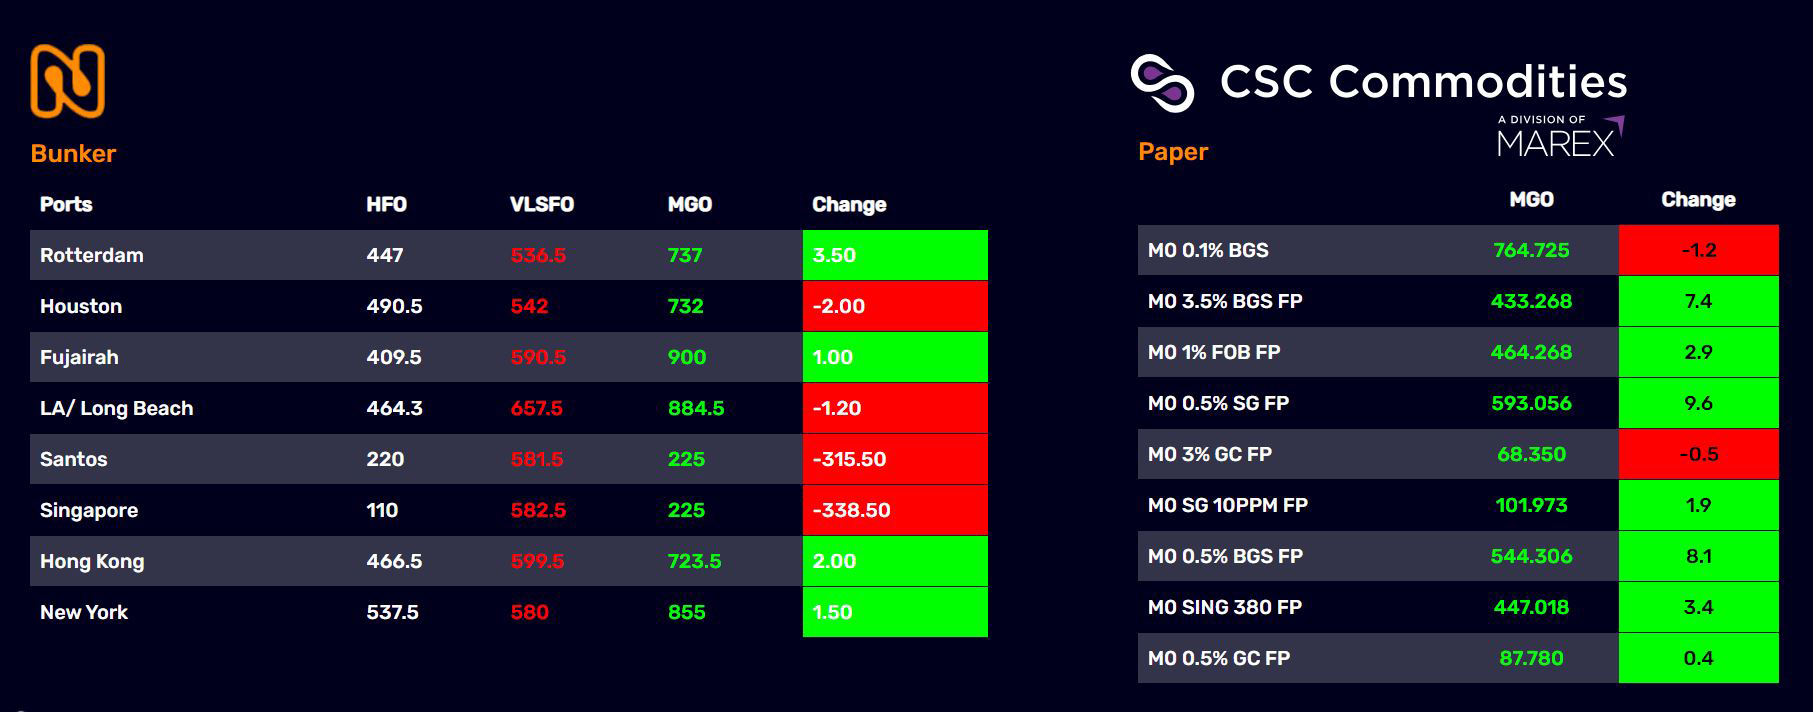 CSC Commodities
A DIVISION OF
MAREX
Bunker
Ports HFO VLSFO MGO Change
Rotterdam 447 536.5 737 3.50
Houston 490.5 542 732 -2.00
Fujairah 409.5 590.5 900 1.00
LA/ Long Beach 464.3 657.5 884.5 -1.20
Santos 220 581.5 225 -315.50
Singapore 110 582.5 225 -338.50
Hong Kong 466.5 599.5 723.5 2.00
New York 537.5 580 855 1.50
Paper
MGO Change
M0 0.1% BGS 764.725 -1.2
M0 3.5% BGS FP 433.268 7.4
M0 1% FOB FP 464.268 2.9
M0 0.5% SG FP 593.056 9.6
M0 3% GC FP 68.350 -0.5
M0 SG 10PPM FP 101.973 1.9
M0 0.5% BGS FP 544.306 8.1
M0 SING 380 FP 447.018 3.4
M0 0.5% GC FP 87.780 0.4